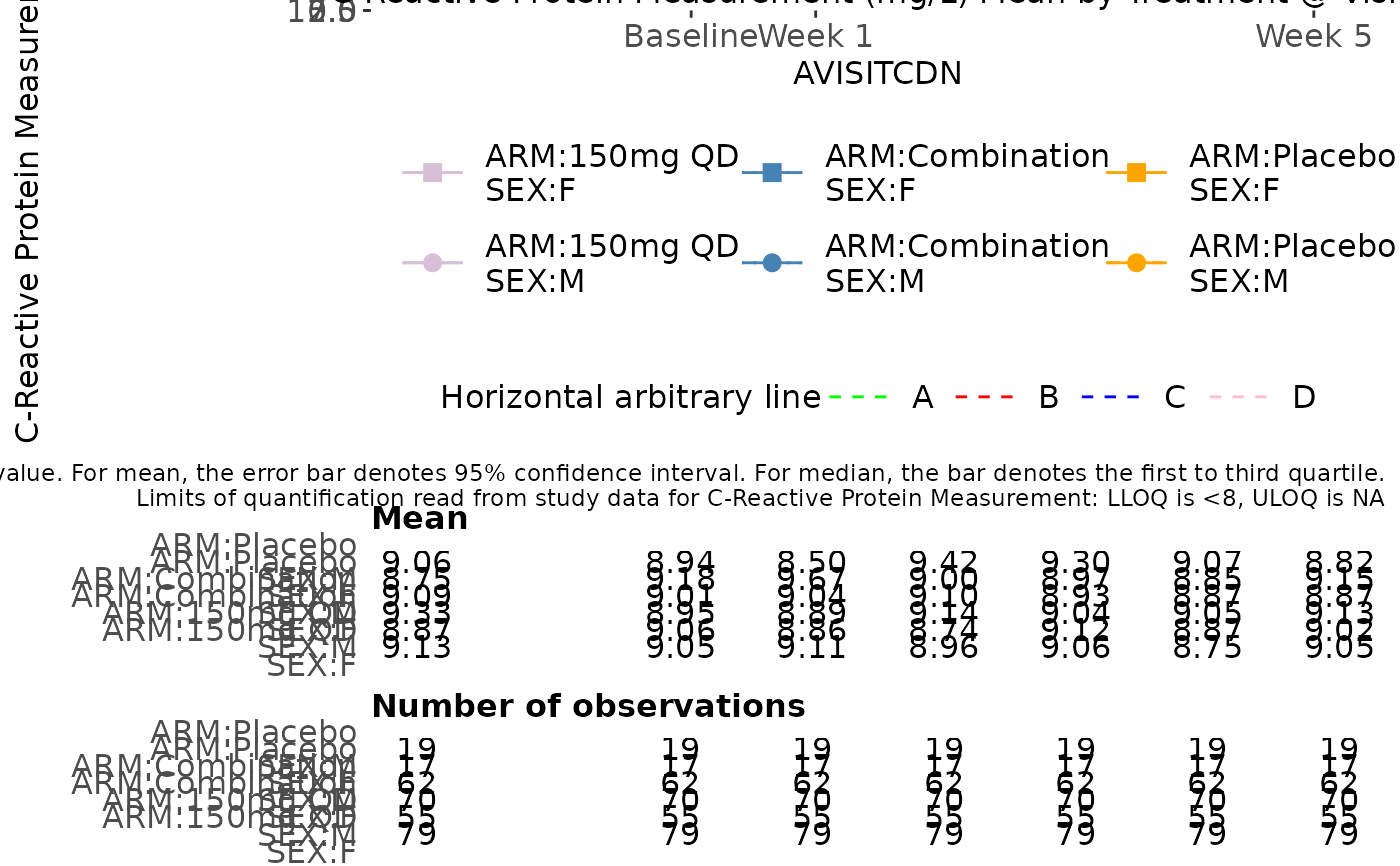 C-Reactive Protein Measurement (mg/L) Mean by Treatment @ Visi
Baseline Week 1 Week 5
AVISITCDN
C-Reactive Protein Measurer
ARM:150mg QD ARM:Combination ARM:Placebo
SEX:F SEX:F SEX:F
ARM:150mg QD ARM:Combination ARM:Placebo
SEX:M SEX:M SEX:M
Horizontal arbitrary line A B C D
value. For mean, the error bar denotes 95% confidence interval. For median, the bar denotes the first to third quartile.
Limits of quantification read from study data for C-Reactive Protein Measurement: LLOQ is <8, ULOQ is NA
Mean
ARM:Placebo
ARM:Placebo 9.06 8.94 8.50 9.42 9.30 9.07 8.82
ARM:Combination SEX:M 8.75 9.18 9.67 9.00 8.97 8.85 9.15
ARM:Combination SEX:F 9.09 9.01 9.04 9.10 8.93 8.87 8.87
ARM:150mg QD SEX:M 9.33 8.95 8.89 9.14 9.04 9.05 9.13
ARM:150mg QD SEX:F 8.87 9.06 8.86 8.74 9.12 8.87 9.02
SEX:M 9.13 9.05 9.11 8.96 9.06 8.75 9.05
SEX:F
Number of observations
ARM:Placebo
ARM:Placebo 19 19 19 19 19 19 19
ARM:Combination SEX:M 17 17 17 17 17 17 17
ARM:Combination SEX:F 62 62 62 62 62 62 62
ARM:150mg QD SEX:M 70 70 70 70 70 70 70
ARM:150mg QD SEX:F 55 55 55 55 55 55 55
SEX:M 79 79 79 79 79 79 79
SEX:F